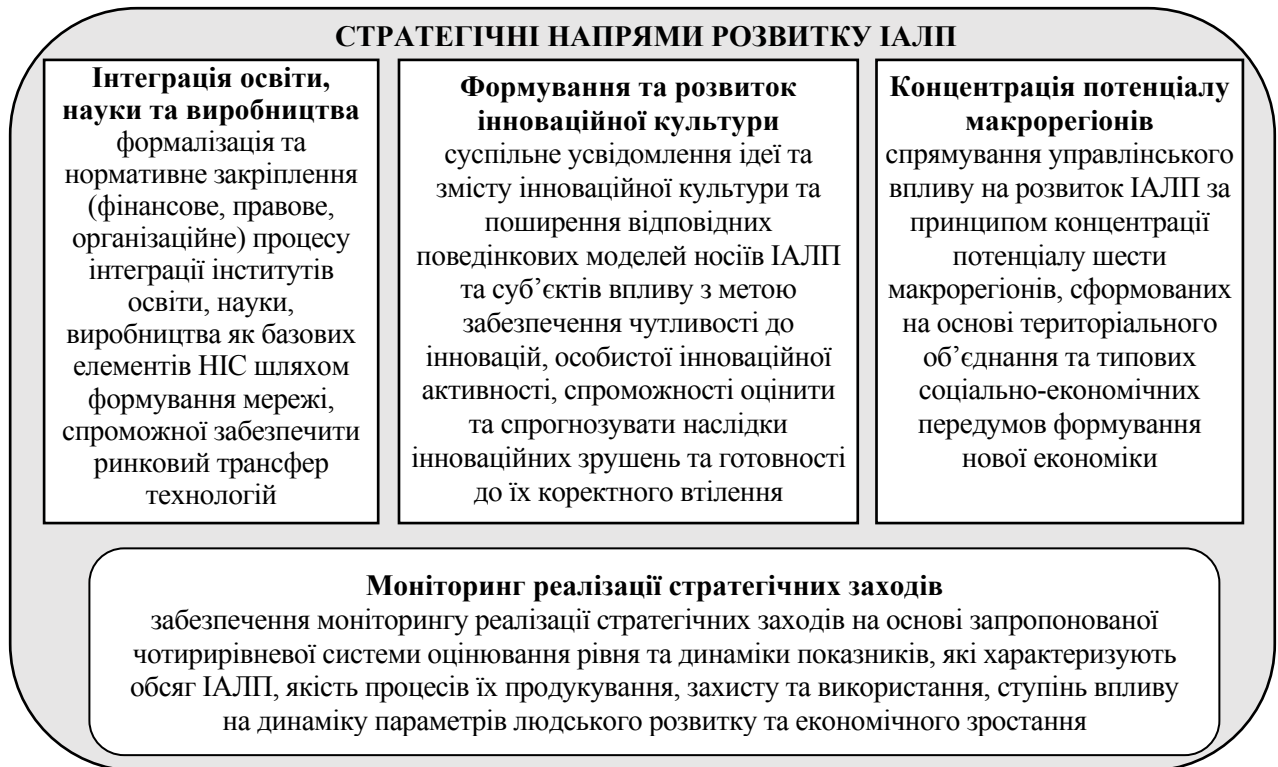 СТРАТЕГІЧНІ НАПРЯМИ РОЗВИТКУ ІАЛП
Інтеграція освіти,
науки та виробництва
формалізація та
нормативне закріплення
(фінансове, правове,
організаційне) процесу
інтеграції інститутів
освіти, науки,
виробництва як базових
елементів НІС шляхом
формування мережі,
спроможної забезпечити
ринковий трансфер
технологій
Формування та розвиток
інноваційної культури
суспільне усвідомлення ідеї та
змісту інноваційної культури та
поширення відповідних
поведінкових моделей носіїв ІАЛП
та суб’єктів впливу з метою
забезпечення чутливості до
інновацій, особистої інноваційної
активності, спроможності оцінити
та спрогнозувати наслідки
інноваційних зрушень та готовності
до їх коректного втілення
Концентрація потенціалу
макрорегіонів
спрямування управлінського
впливу на розвиток ІАЛП за
принципом концентрації
потенціалу шести
макрорегіонів, сформованих
на основі територіального
об’єднання та типових
соціально-економічних
передумов формування
нової економіки
Моніторинг реалізації стратегічних заходів
забезпечення моніторингу реалізації стратегічних заходів на основі запропонованої
чотирирівневої системи оцінювання рівня та динаміки показників, які характеризують
обсяг ІАЛП, якість процесів їх продукування, захисту та використання, ступінь впливу
на динаміку параметрів людського розвитку та економічного зростання